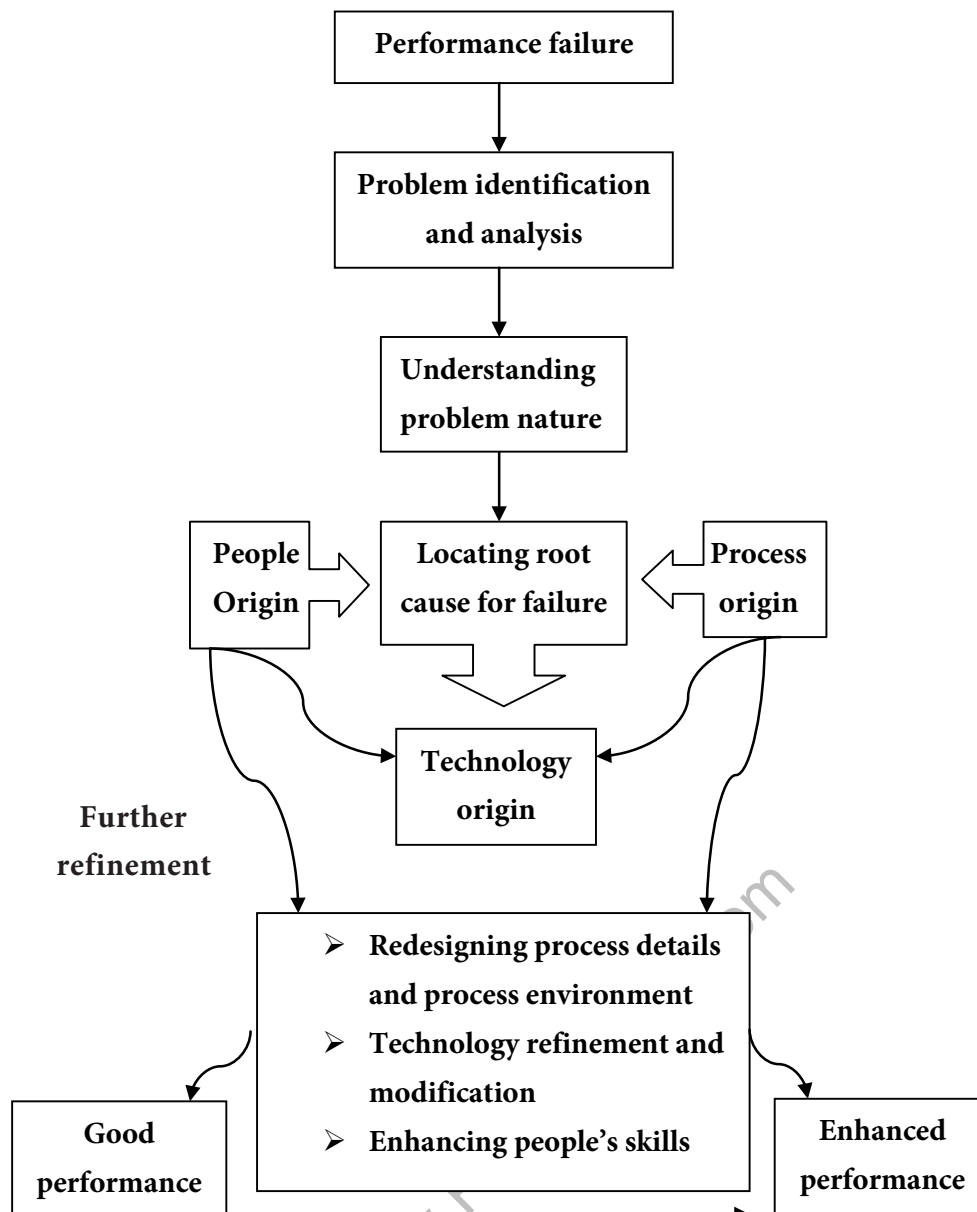 Performance failure
Problem identification
and analysis
Understanding
problem nature
People
Origin
Locating root
cause for failure
Process
origin
Technology
origin
Further
refinement
➢ Redesigning process details
and process environment
➢ Technology refinement and
modification
➢ Enhancing people’s skills
Good
performance
Enhanced
performance